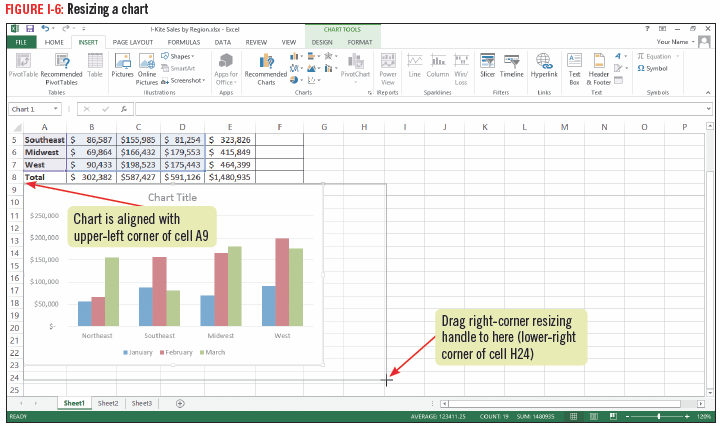 FIGURE I-6: Resizing a chart
I-Kite Sales by Region.xlsx - Excel
CHART TOOLS
FILE HOME INSERT PAGE LAYOUT FORMULAS DATA REVIEW VIEW DESIGN FORMAT Your Name
PivotTable Recommended PivotTables Table
Tables
Pictures Online Pictures Shapes SmartArt Screenshot
Illustrations
Apps for Office
Apps
Recommended Charts PivotChart
Charts
Power View
Reports
Line Column Win/Loss
Sparklines
Slicer Timeline
Filters
Hyperlink
Links
Text Box Header & Footer
Text
Equation
Symbol
Symbols
Chart 1
A B C D E F G H I J K L M N O P
5 Southeast $ 86,587 $155,985 $ 81,254 $ 323,826
6 Midwest $ 69,864 $166,432 $179,553 $ 415,849
7 West $ 90,433 $198,523 $175,443 $ 464,399
8 Total $ 302,382 $587,427 $591,126 $1,480,935
9
10
11
12
13
14
15
16
17
18
19
20
21
22
23
24
25
Chart Title
$250,000
$200,000
$150,000
$100,000
$50,000
$-
Northeast Southeast Midwest West
January February March
Chart is aligned with
upper-left corner of cell A9
Drag right-corner resizing
handle to here (lower-right
corner of cell H24)
Sheet1 Sheet2 Sheet3
READY AVERAGE: 123411.25 COUNT: 19 SUM: 1480935 120%